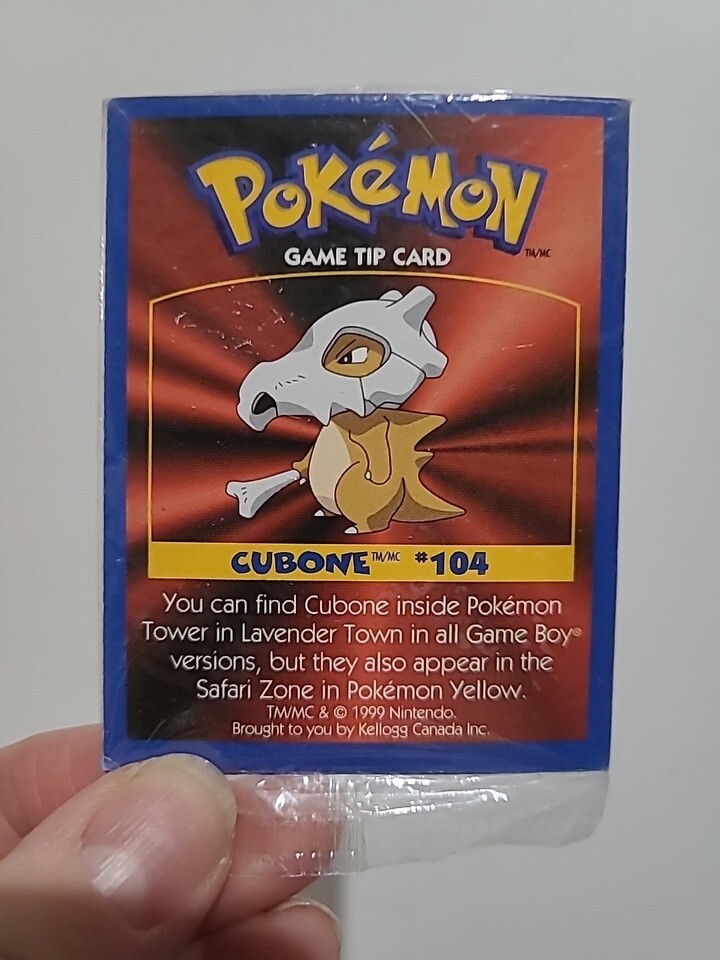 POKéMON
TM/MC
GAME TIP CARD
CUBONE TM/MC #104
You can find Cubone inside Pokémon
Tower in Lavender Town in all Game Boy®
versions, but they also appear in the
Safari Zone in Pokémon Yellow.
TM/MC & © 1999 Nintendo.
Brought to you by Kellogg Canada Inc.